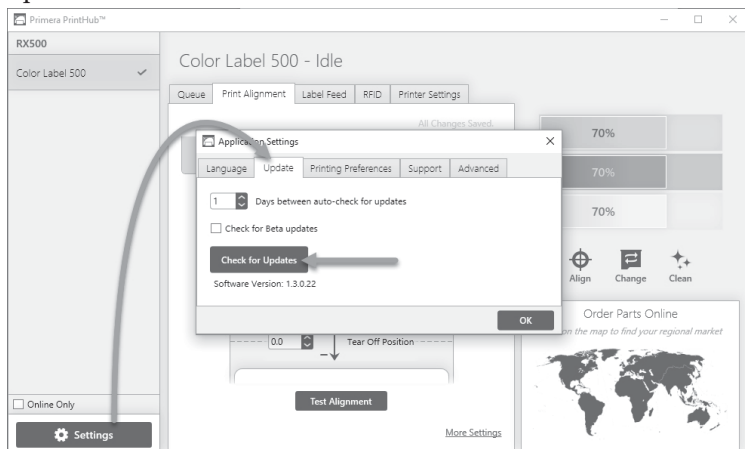 Primera PrintHub™
RX500
Color Label 500
Color Label 500 - Idle
Queue
Print Alignment
Label Feed
RFID
Printer Settings
All Changes Saved.
Application Settings
Language
Update
Printing Preferences
Support
Advanced
1
Days between auto-check for updates
Check for Beta updates
Check for Updates
Software Version: 1.3.0.22
OK
70%
70%
70%
Align
Change
Clean
Order Parts Online
on the map to find your regional market
0.0
Tear Off Position
Test Alignment
More Settings
Online Only
Settings